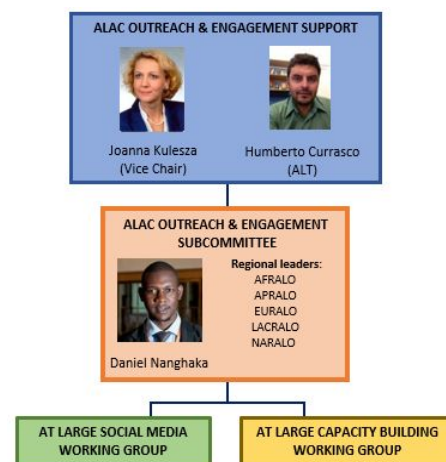 ALAC OUTREACH & ENGAGEMENT SUPPORT
Joanna Kulesza
(Vice Chair)
Humberto Currasco
(ALT)
ALAC OUTREACH & ENGAGEMENT
SUBCOMMITTEE
Regional leaders:
AFRALO
APRALO
EURALO
LACRALO
NARALO
Daniel Nanghaka
AT LARGE SOCIAL MEDIA
WORKING GROUP
AT LARGE CAPACITY BUILDING
WORKING GROUP